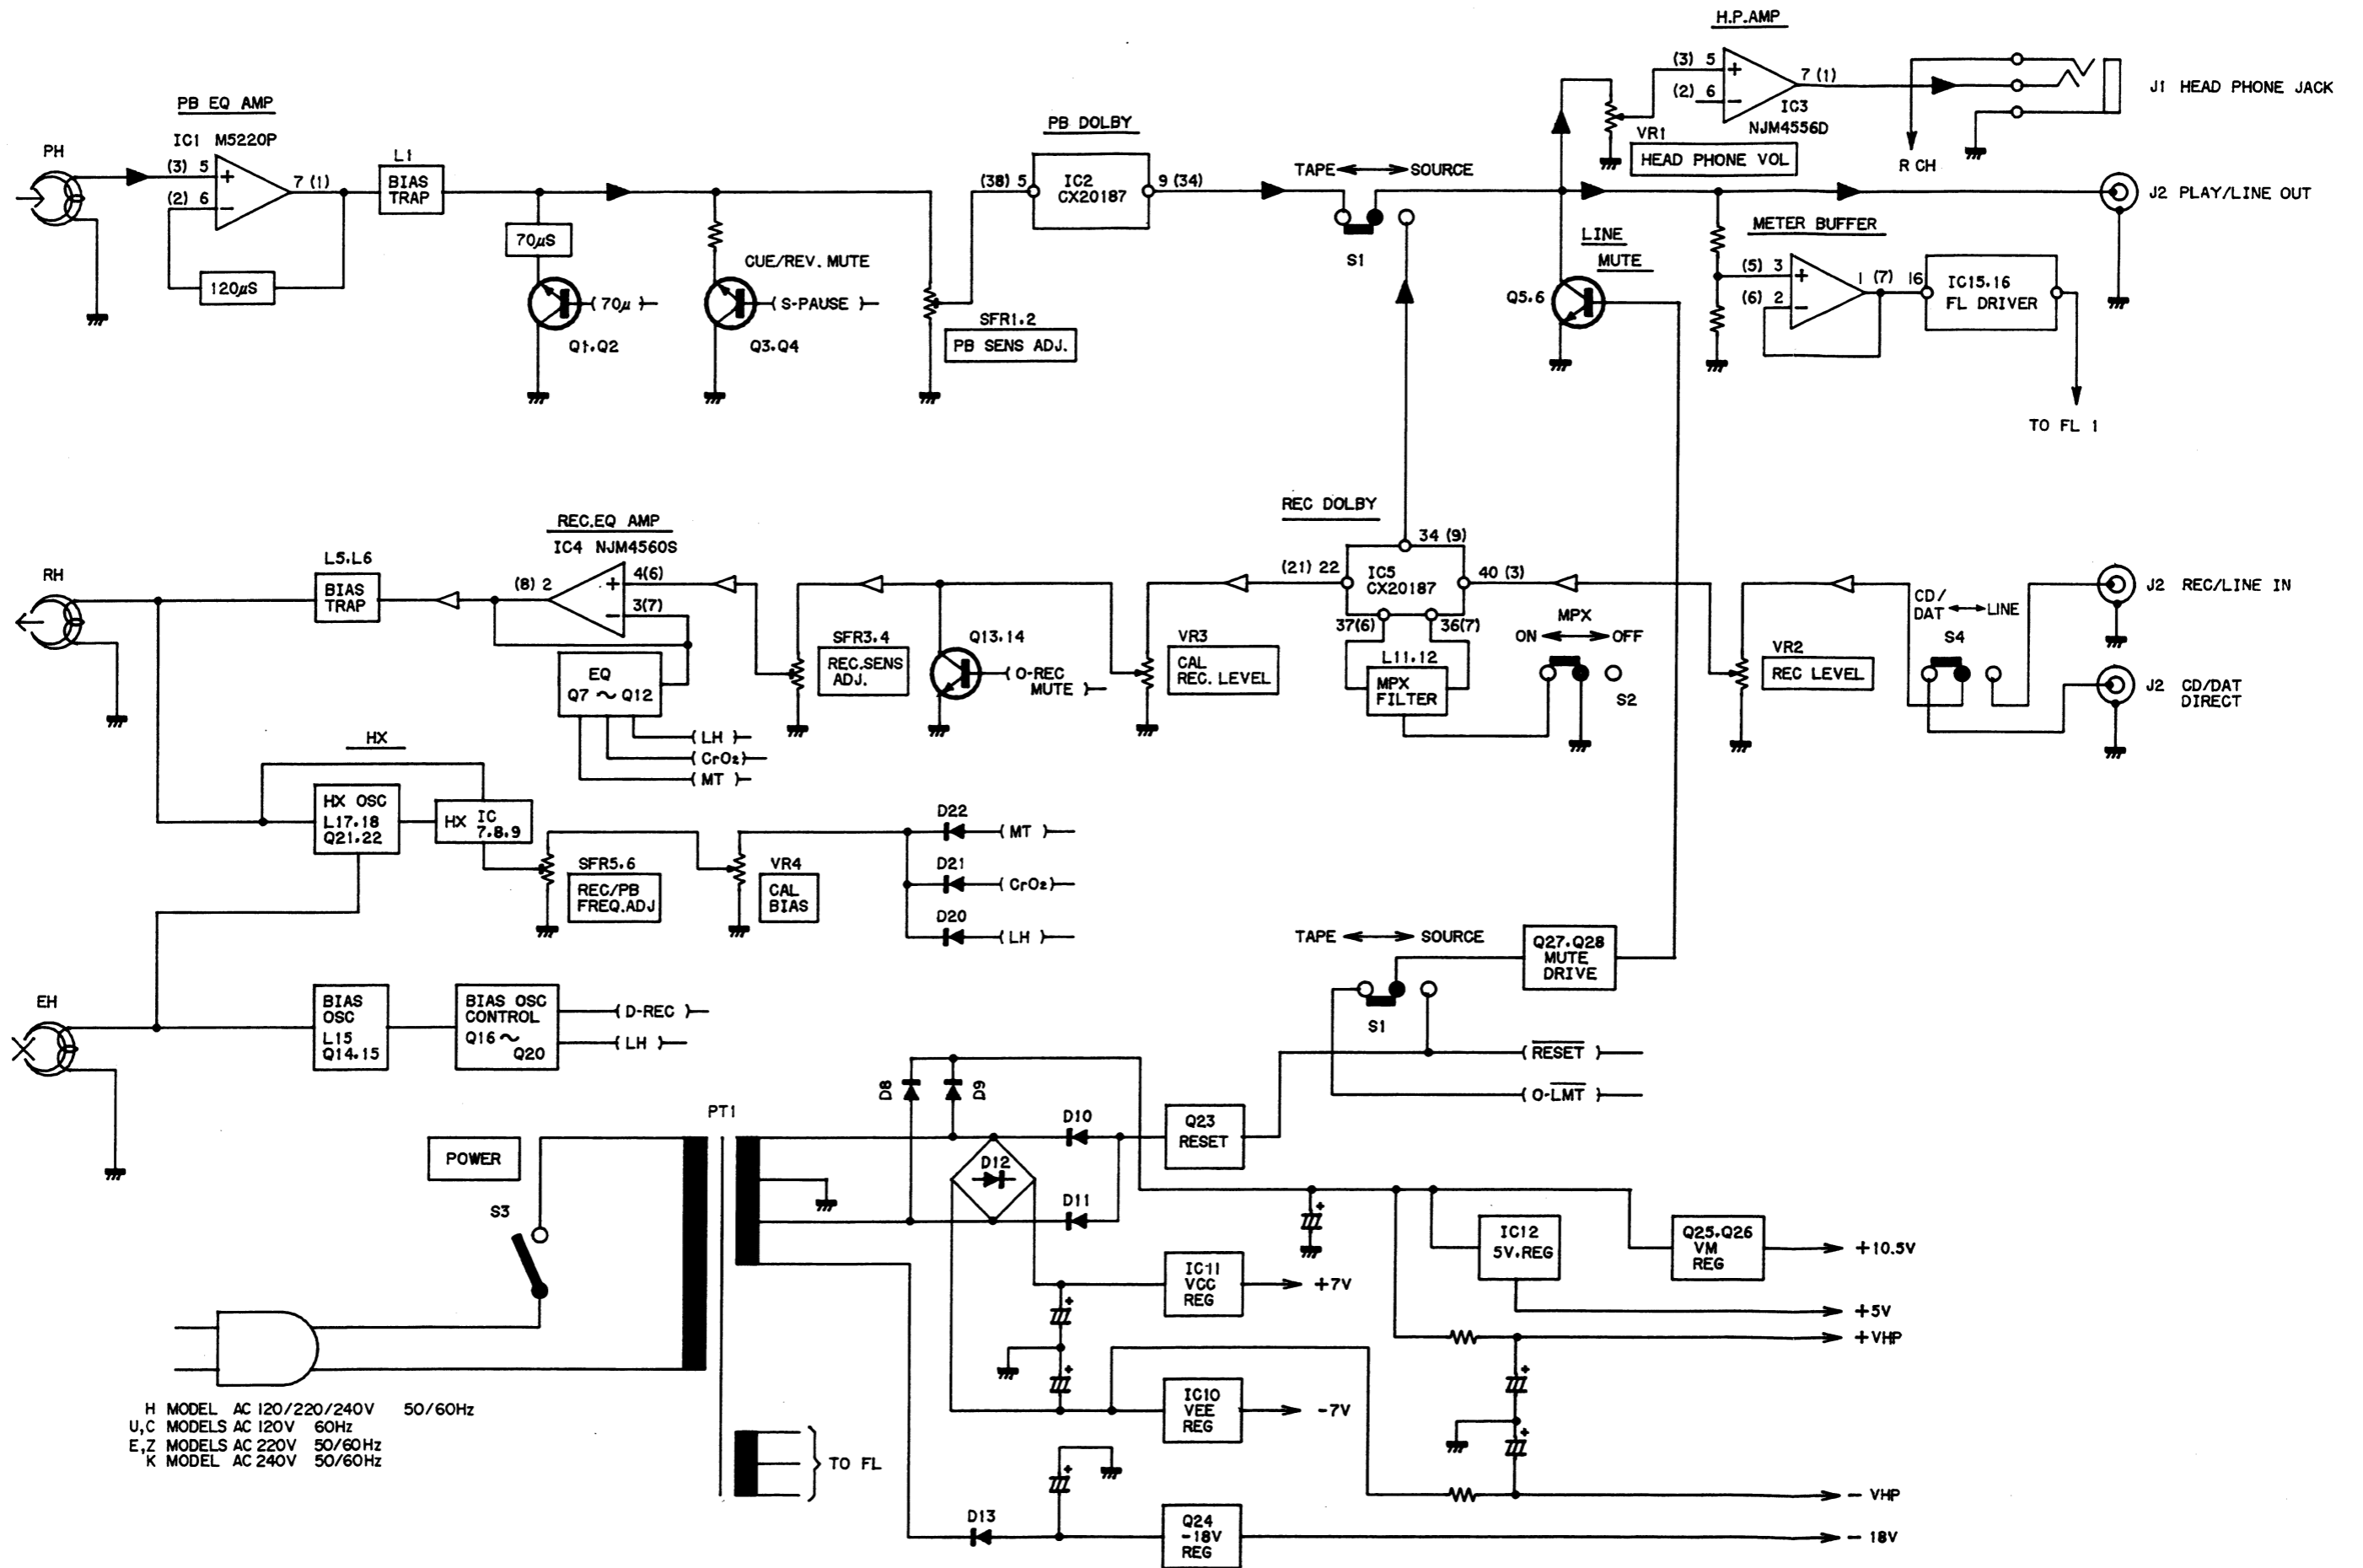 H.P.AMP
(3) 5
+
7 (1)
(2) 6
−
IC3
NJM4556D
J1 HEAD PHONE JACK
VR1
HEAD PHONE VOL
R CH
PB EQ AMP
IC1 M5220P
PH
(3) 5
+
7 (1)
(2) 6
−
120µS
L1
BIAS
TRAP
70µS
( 70µ )
Q1.Q2
CUE/REV. MUTE
( S-PAUSE )
Q3.Q4
SFR1.2
PB SENS ADJ.
PB DOLBY
(38) 5
IC2
CX20187
9 (34)
TAPE SOURCE
S1
LINE
MUTE
Q5.6
J2 PLAY/LINE OUT
METER BUFFER
(5) 3
+
1 (7)
(6) 2
−
16
IC15.16
FL DRIVER
TO FL 1
RH
L5.L6
BIAS
TRAP
REC.EQ AMP
IC4 NJM4560S
(8) 2
4(6)
+
3(7)
−
EQ
Q7 ~ Q12
( LH )
( CrO2 )
( MT )
SFR3.4
REC.SENS
ADJ.
Q13.14
( O-REC
MUTE )
VR3
CAL
REC. LEVEL
REC DOLBY
34 (9)
(21) 22
IC5
CX20187
40 (3)
37(6)
36(7)
L11.12
MPX
FILTER
MPX
ON OFF
S2
VR2
REC LEVEL
CD/
DAT LINE
S4
J2 REC/LINE IN
J2 CD/DAT
DIRECT
HX
HX OSC
L17.18
Q21.22
HX IC
7.8.9
SFR5.6
REC/PB
FREQ.ADJ
VR4
CAL
BIAS
D22
( MT )
D21
( CrO2 )
D20
( LH )
EH
BIAS
OSC
L15
Q14.15
BIAS OSC
CONTROL
Q16 ~
Q20
( D-REC )
( LH )
TAPE SOURCE
S1
Q27.Q28
MUTE
DRIVE
( RESET )
( O-LMT )
POWER
S3
PT1
D8
D9
D10
D12
D11
Q23
RESET
IC12
5V.REG
Q25.Q26
VM
REG
+10.5V
IC11
VCC
REG
+7V
+
+5V
+
+VHP
+
IC10
VEE
REG
-7V
+
+
H MODEL AC 120/220/240V 50/60Hz
U,C MODELS AC 120V 60Hz
E,Z MODELS AC 220V 50/60Hz
K MODEL AC 240V 50/60Hz
TO FL
+
- VHP
D13
Q24
-18V
REG
- 18V